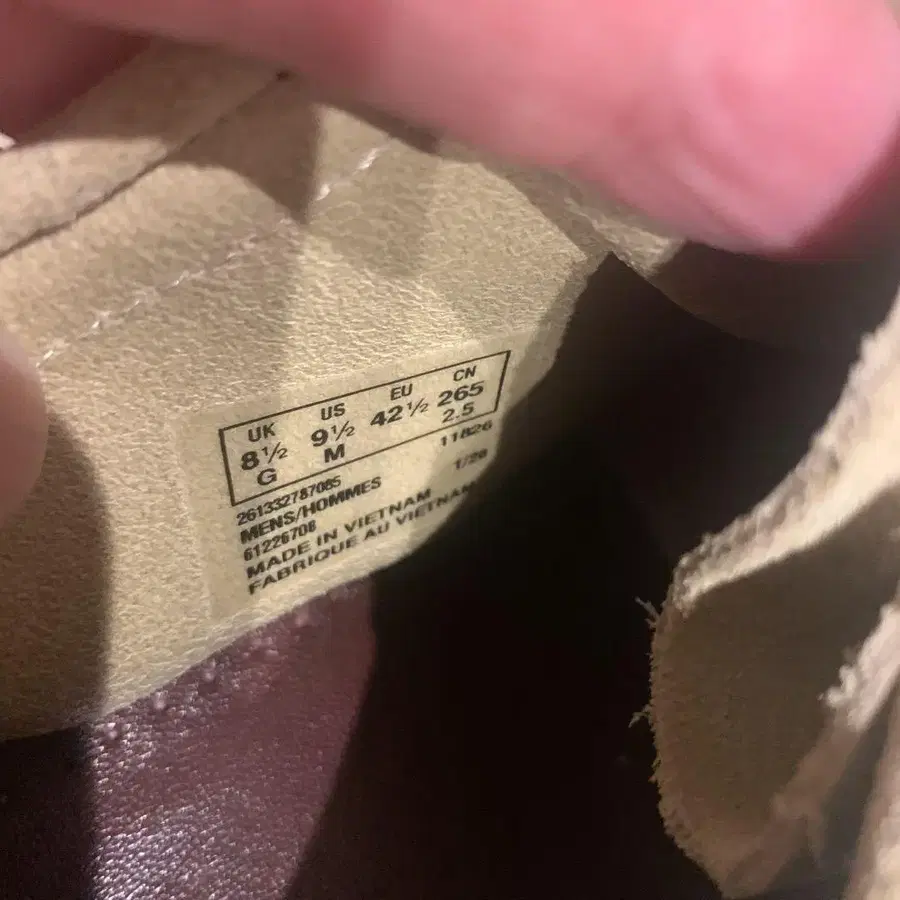 UK US EU CN
8½ 9½ 42½ 265
G M 2.5
261332787085 11826
MENS/HOMMES 1/20
61226708
MADE IN VIETNAM
FABRIQUE AU VIETNAM